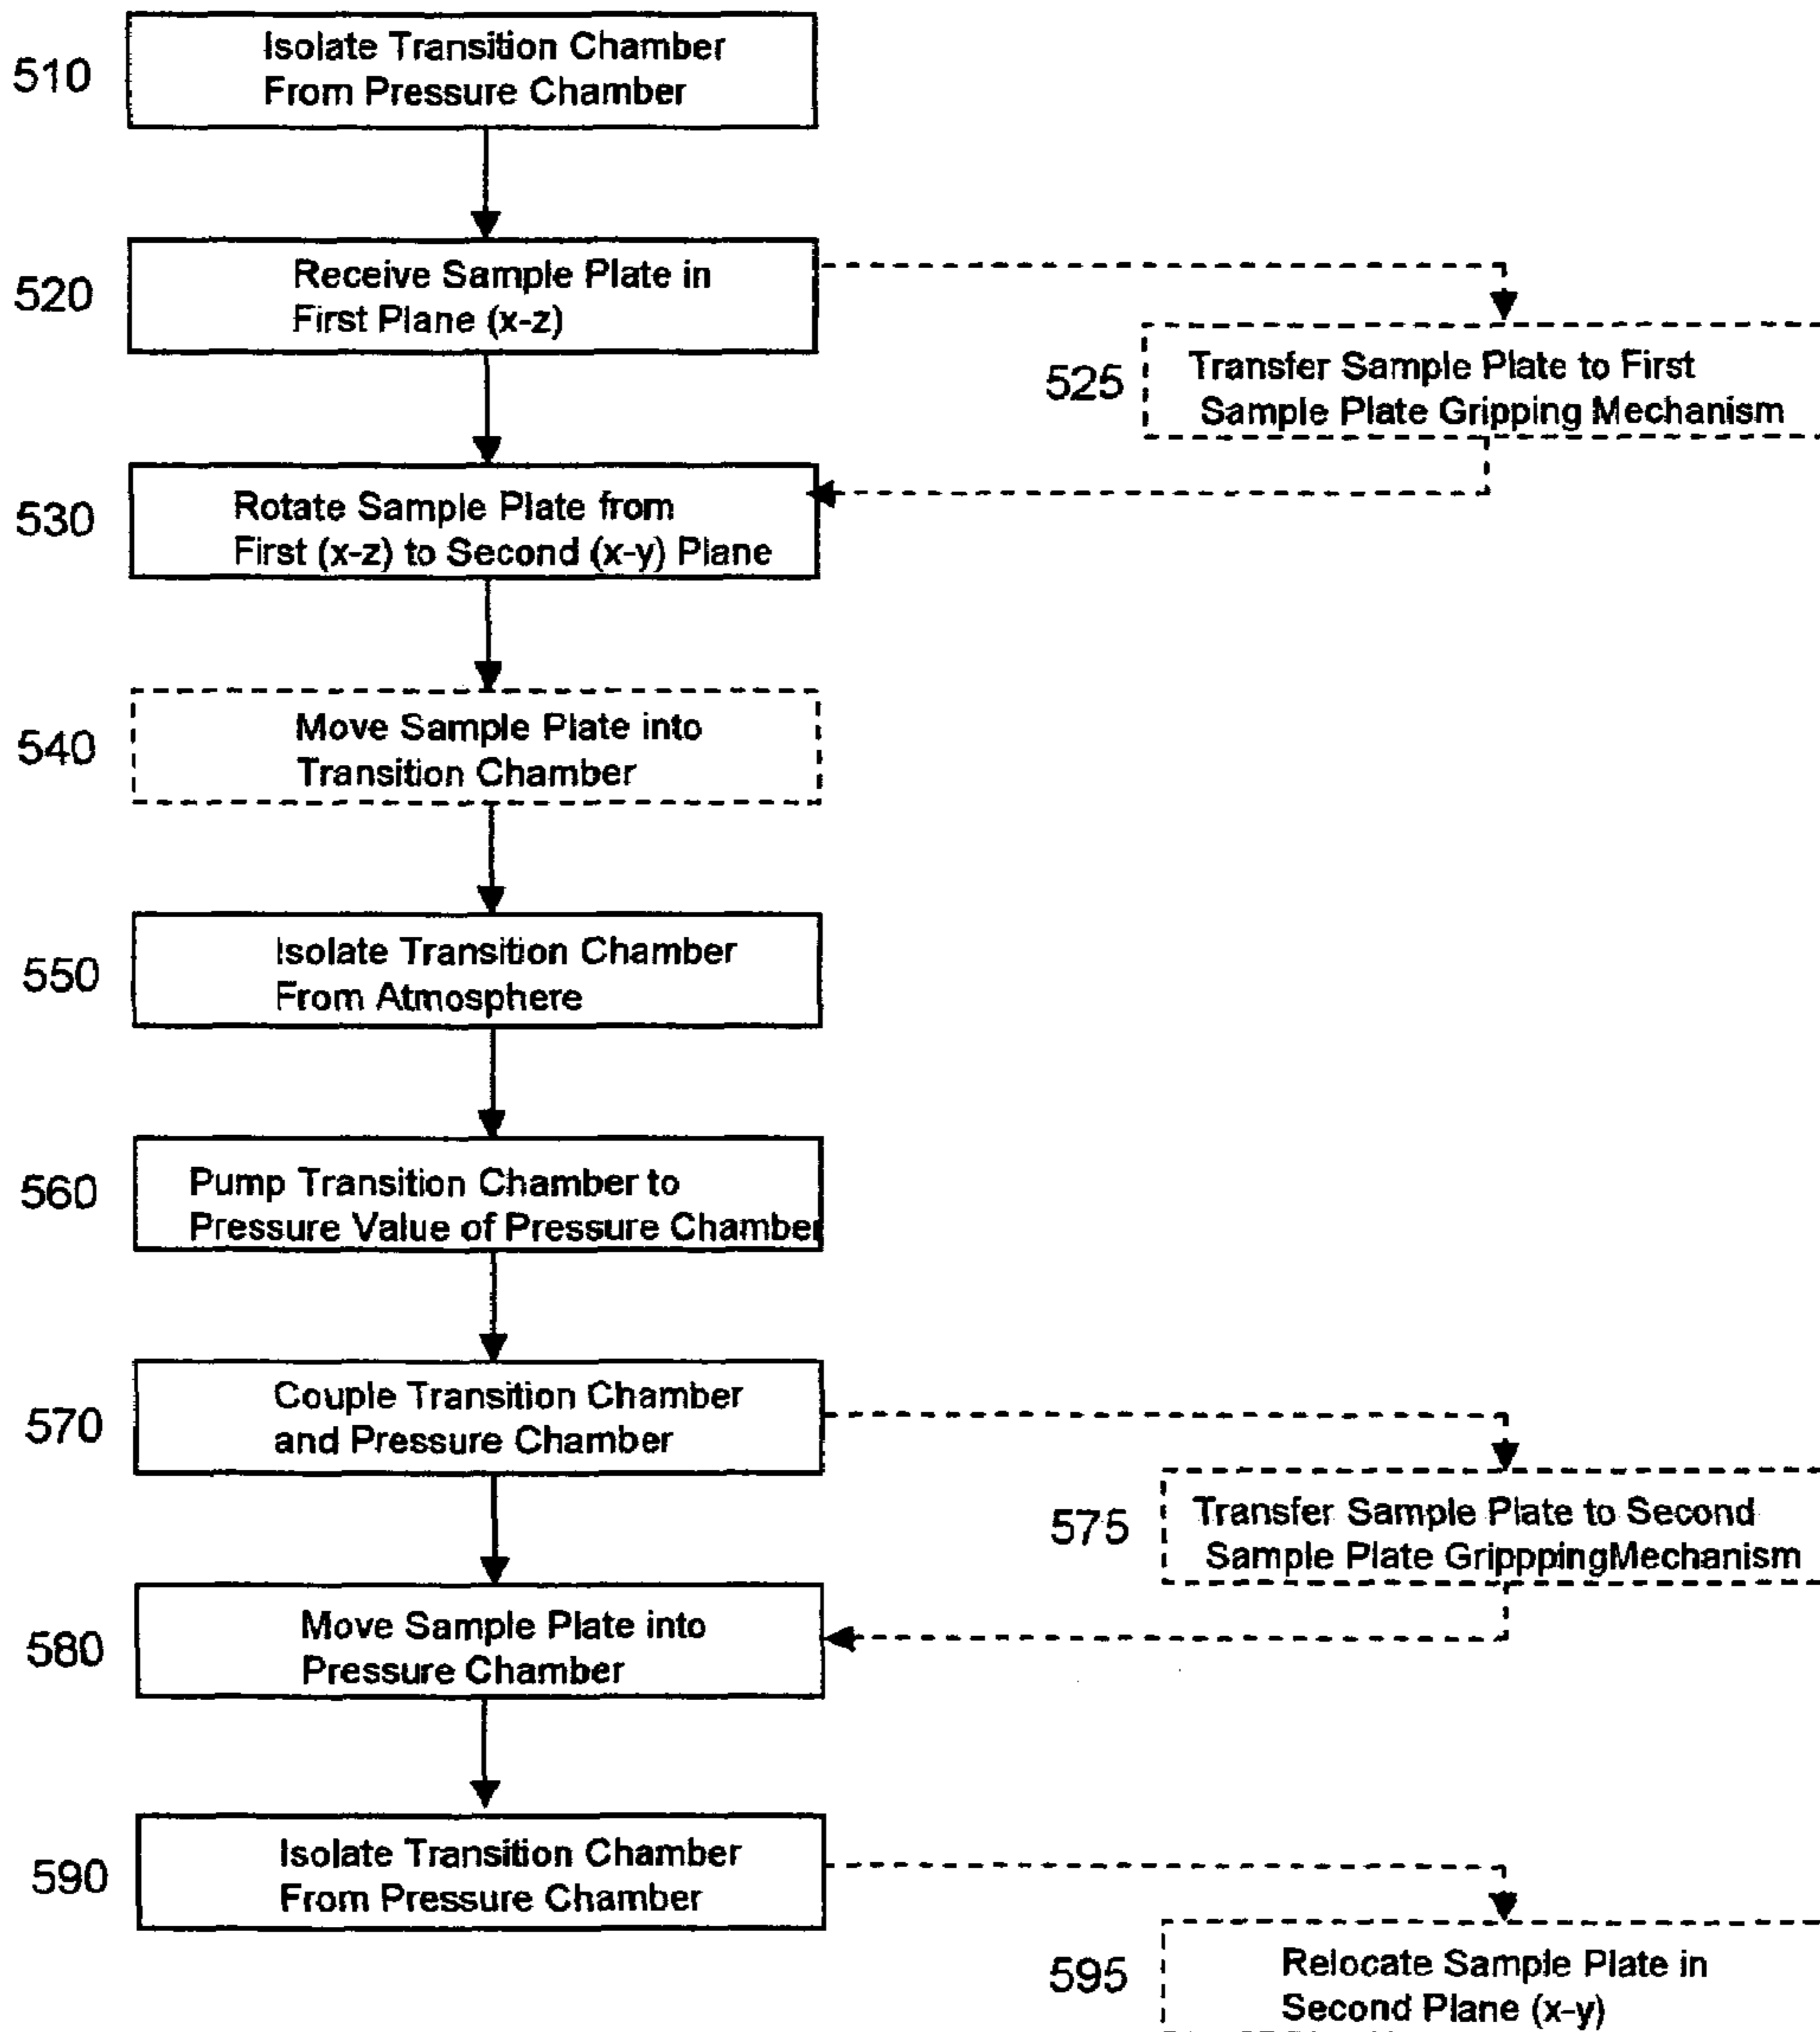 510
Isolate Transition Chamber
From Pressure Chamber
520
Receive Sample Plate in
First Plane (x-z)
525
Transfer Sample Plate to First
Sample Plate Gripping Mechanism
530
Rotate Sample Plate from
First (x-z) to Second (x-y) Plane
540
Move Sample Plate into
Transition Chamber
550
Isolate Transition Chamber
From Atmosphere
560
Pump Transition Chamber to
Pressure Value of Pressure Chamber
570
Couple Transition Chamber
and Pressure Chamber
575
Transfer Sample Plate to Second
Sample Plate GripppingMechanism
580
Move Sample Plate into
Pressure Chamber
590
Isolate Transition Chamber
From Pressure Chamber
595
Relocate Sample Plate in
Second Plane (x-y)